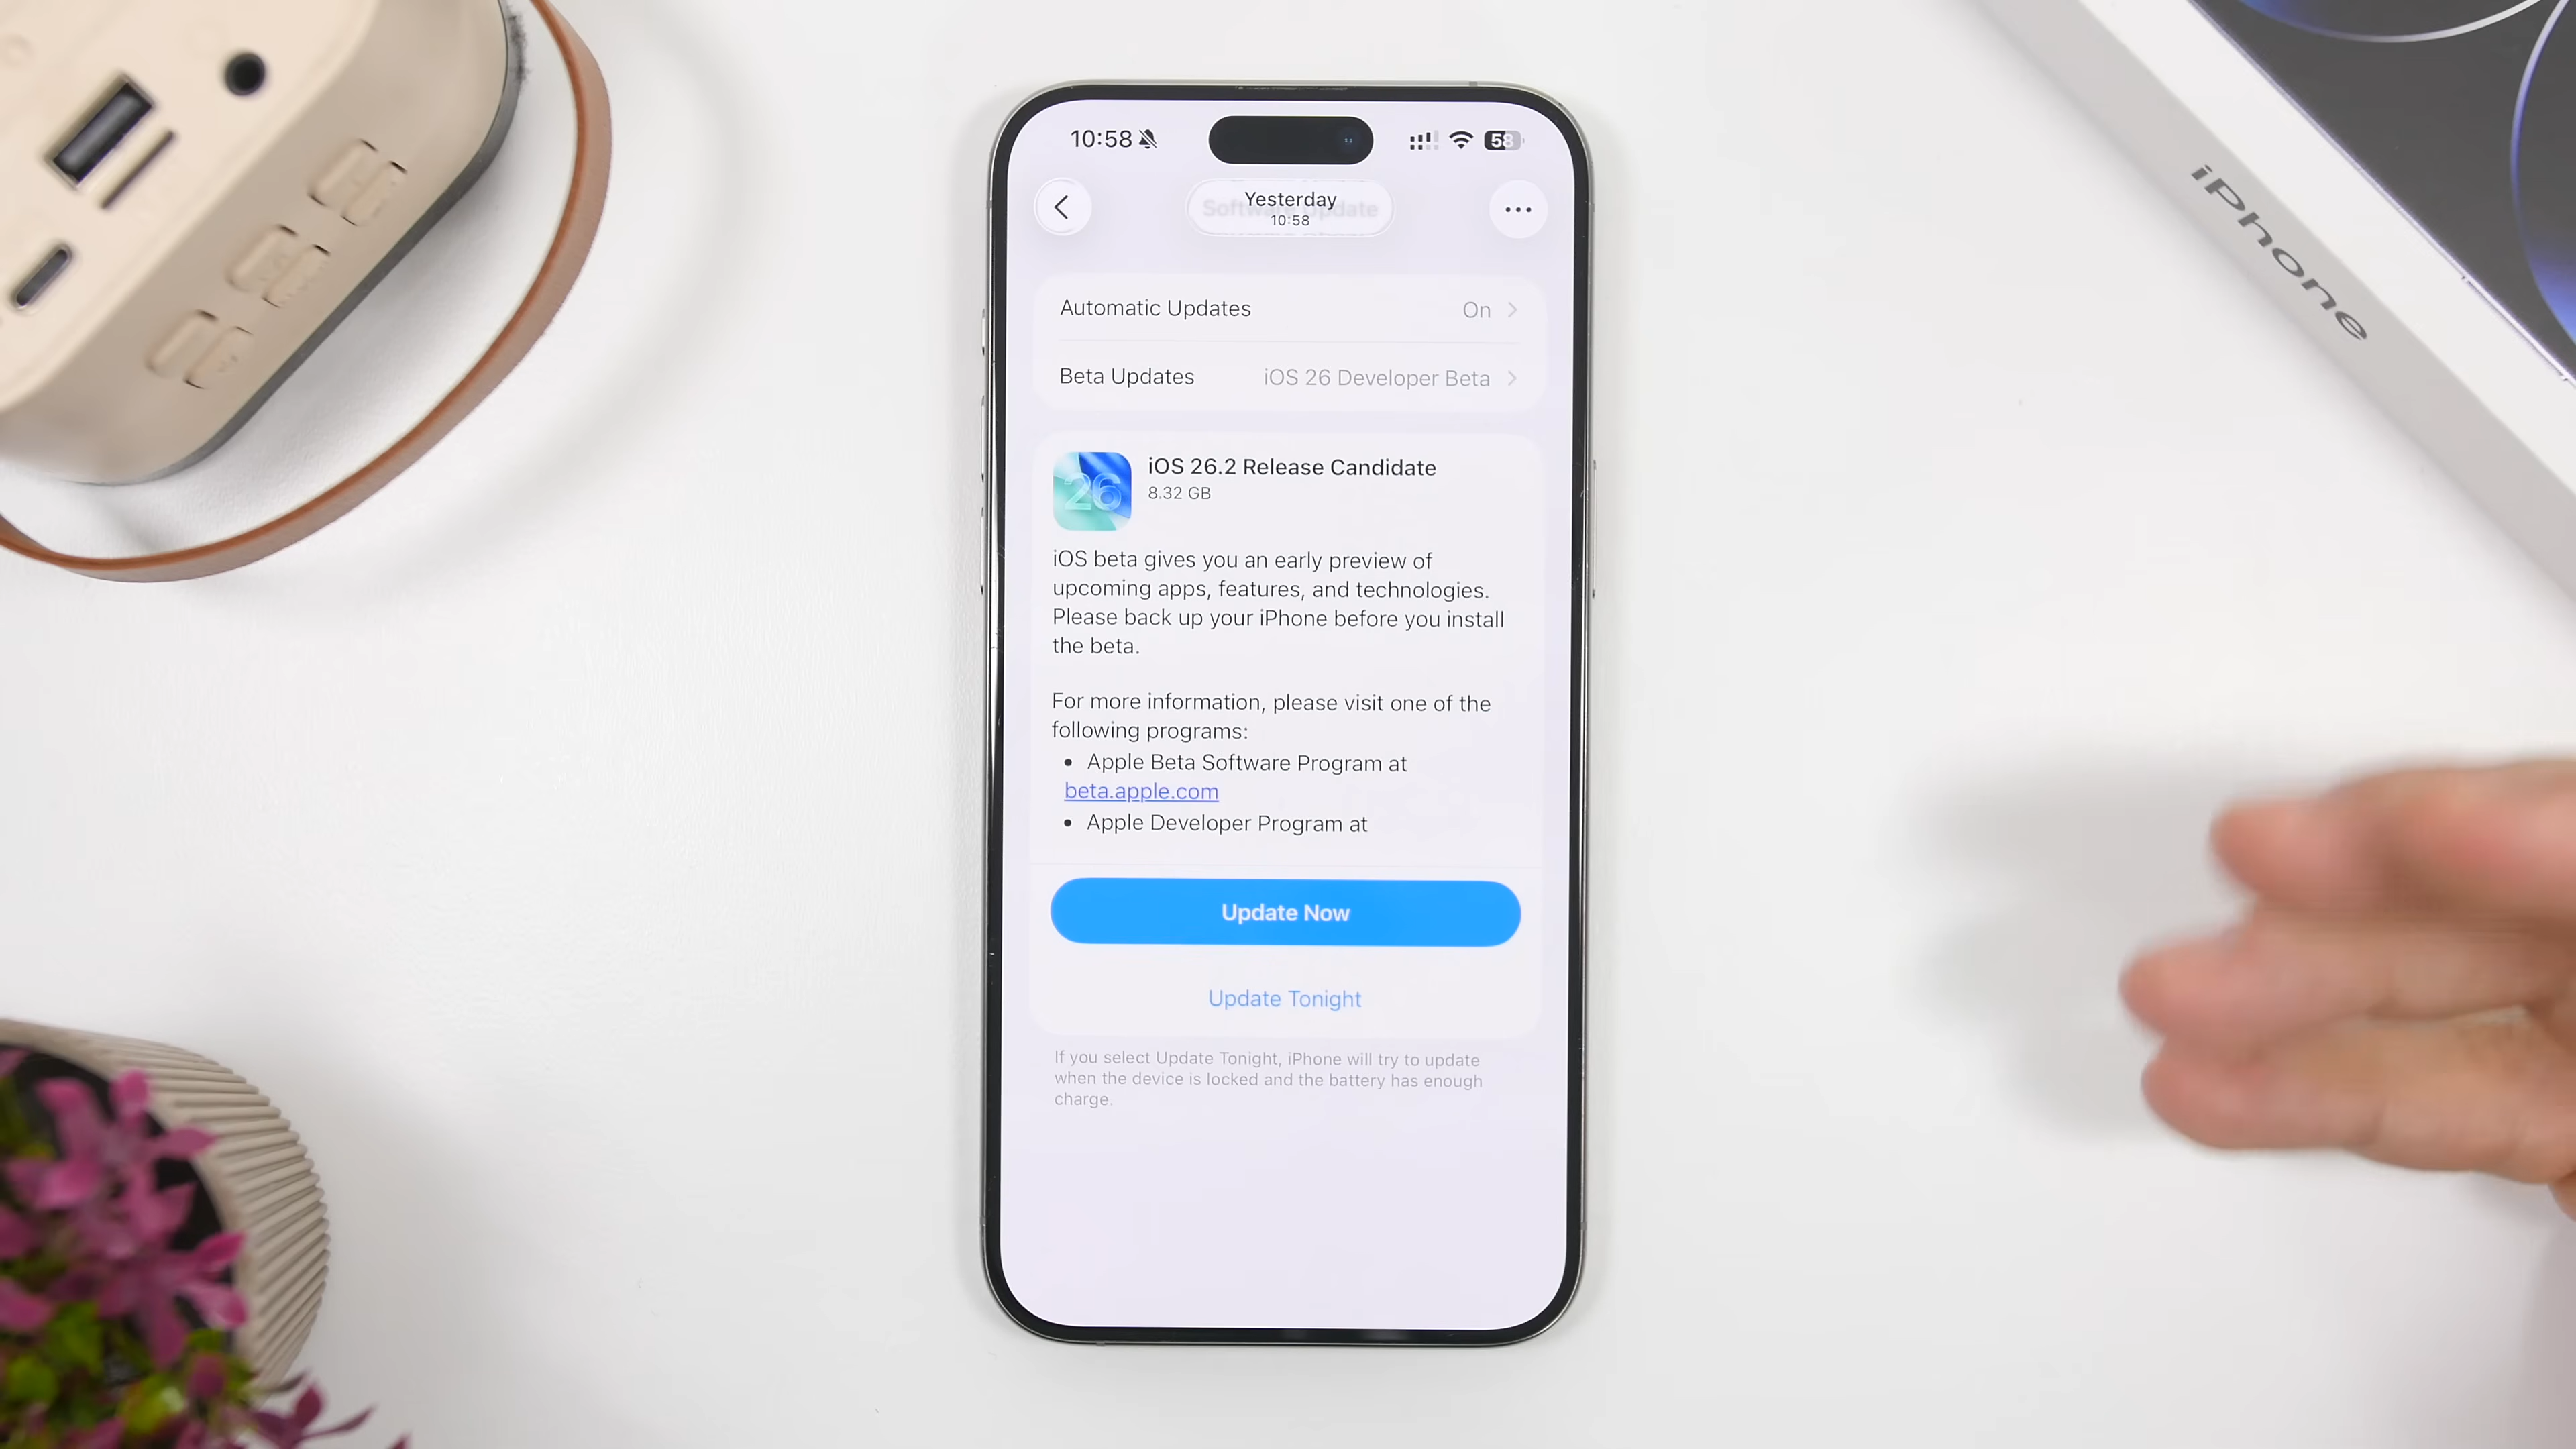 10:58
58
Software Update
Yesterday
10:58
Automatic Updates On
Beta Updates iOS 26 Developer Beta
26
iOS 26.2 Release Candidate
8.32 GB
iOS beta gives you an early preview of
upcoming apps, features, and technologies.
Please back up your iPhone before you install
the beta.
For more information, please visit one of the
following programs:
• Apple Beta Software Program at
beta.apple.com
• Apple Developer Program at
Update Now
Update Tonight
If you select Update Tonight, iPhone will try to update
when the device is locked and the battery has enough
charge.
iPhone